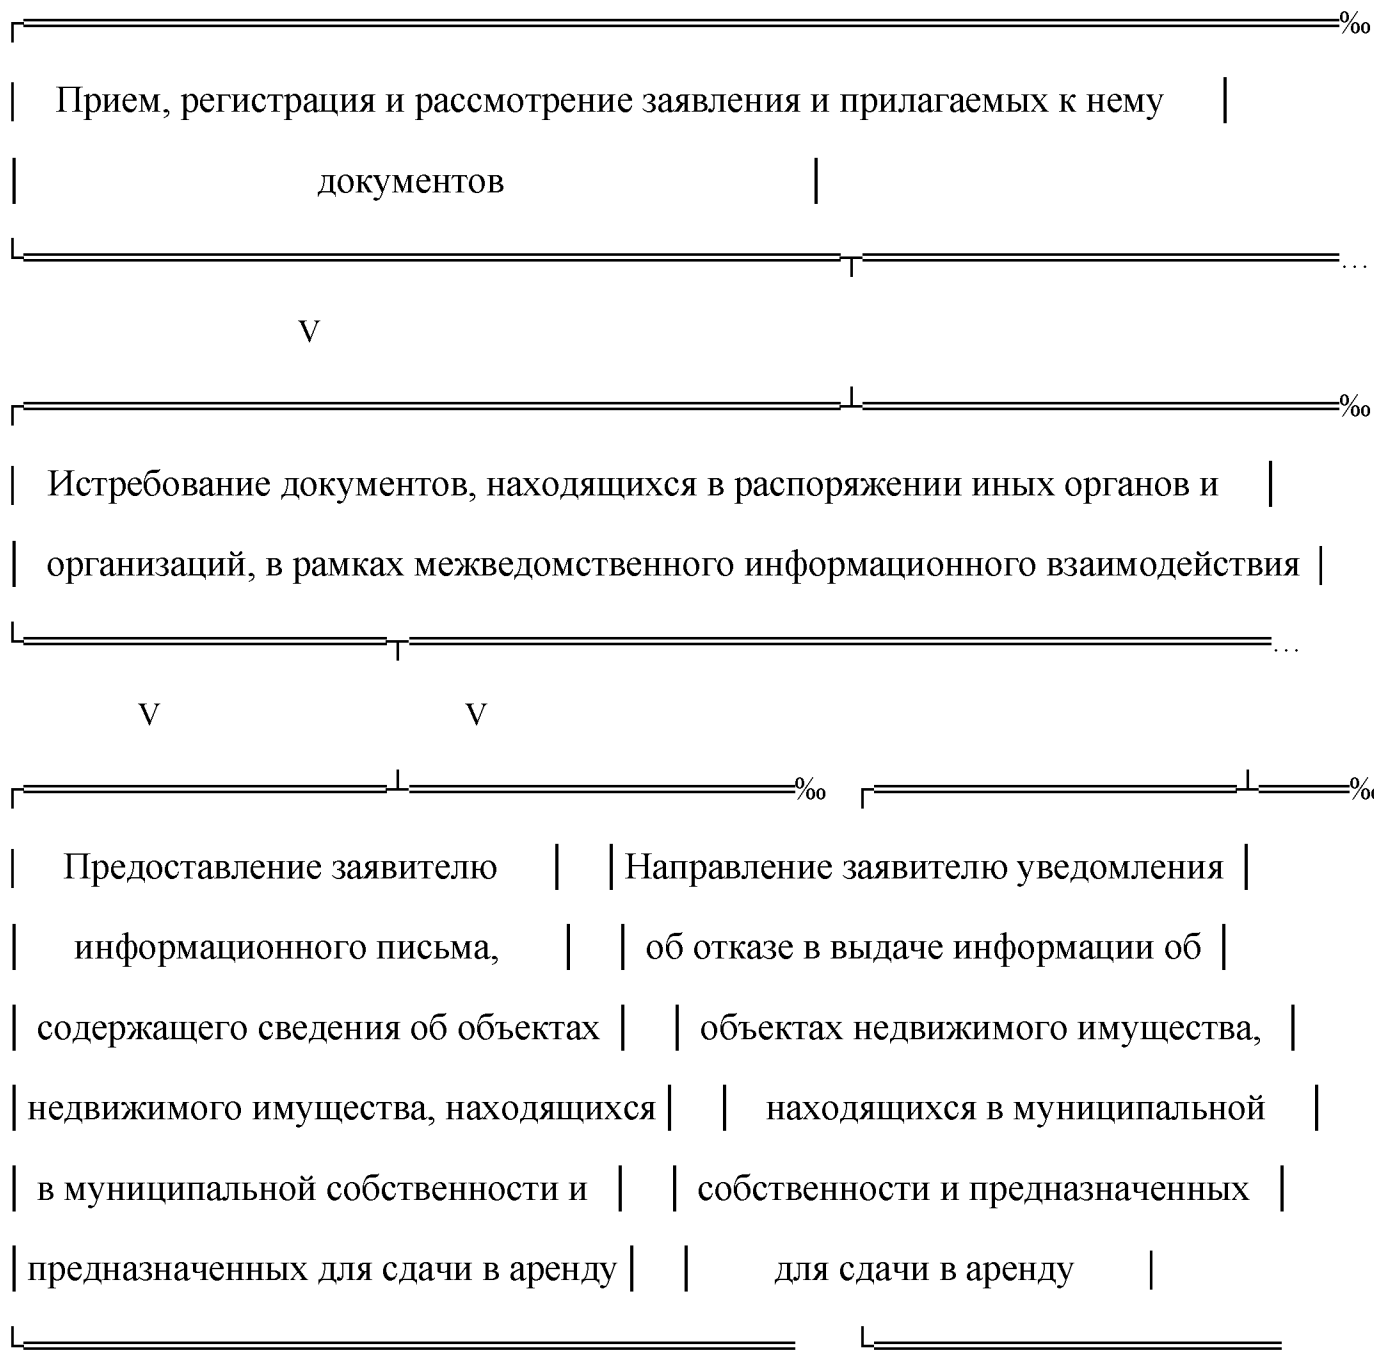 ┌══════════════════════════════════════════════════════════‰
│ Прием, регистрация и рассмотрение заявления и прилагаемых к нему │
│ документов │
└════════════════════════════════════┬═════════════════════…
V
┌════════════════════════════════════┴═════════════════════‰
│ Истребование документов, находящихся в распоряжении иных органов и │
│ организаций, в рамках межведомственного информационного взаимодействия │
└════════════════┬══════════════════════════════════════…
V V
┌════════════════┴═════════════════‰ ┌════════════════┴════‰
│ Предоставление заявителю │ │Направление заявителю уведомления │
│ информационного письма, │ │ об отказе в выдаче информации об │
│ содержащего сведения об объектах │ │ объектах недвижимого имущества, │
│недвижимого имущества, находящихся│ │ находящихся в муниципальной │
│ в муниципальной собственности и │ │ собственности и предназначенных │
│предназначенных для сдачи в аренду│ │ для сдачи в аренду │
└══════════════════════════════════ └══════════════════